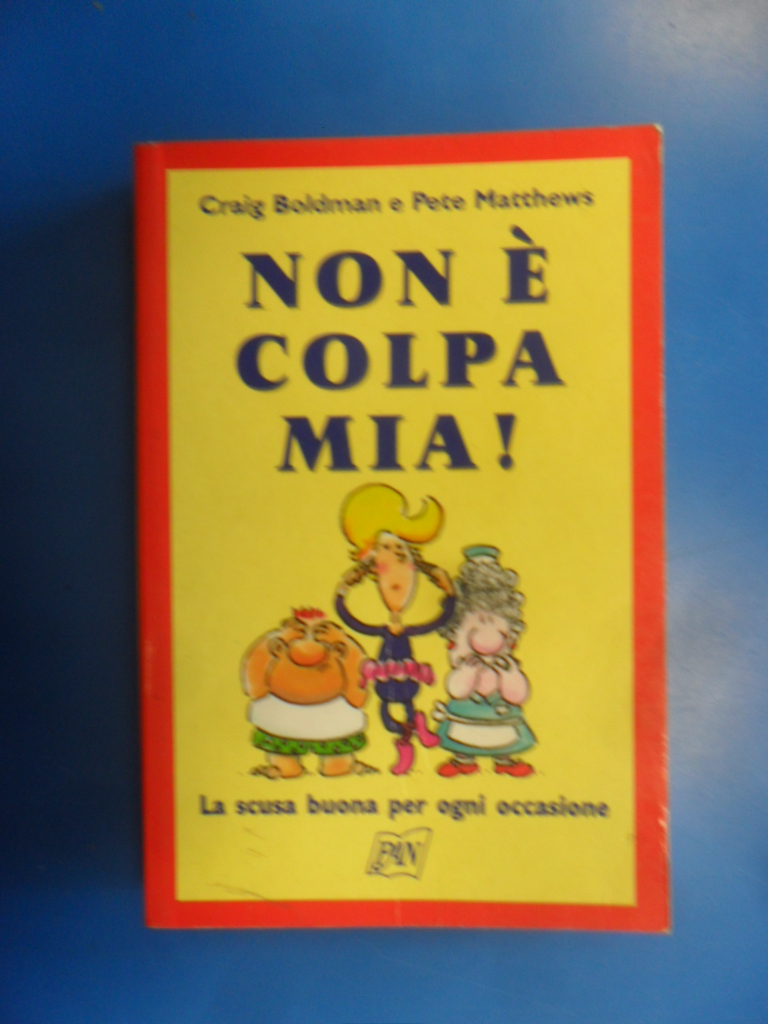 Craig Boldman e Pete Matthews
NON È
COLPA
MIA!
La scusa buona per ogni occasione
PAN